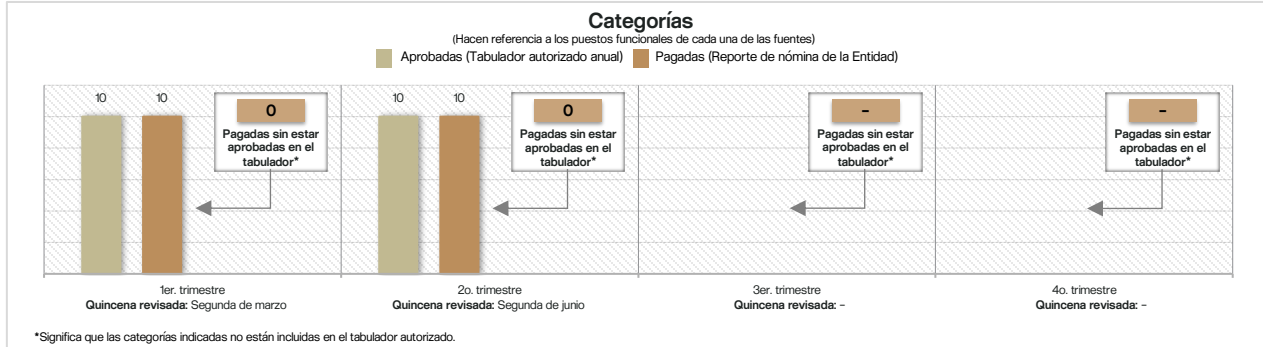 Categorías
(Hacen referencia a los puestos funcionales de cada una de las fuentes)
Aprobadas (Tabulador autorizado anual) Pagadas (Reporte de nómina de la Entidad)
10 10
0
Pagadas sin estar
aprobadas en el
tabulador*
10 10
0
Pagadas sin estar
aprobadas en el
tabulador*
–
Pagadas sin estar
aprobadas en el
tabulador*
–
Pagadas sin estar
aprobadas en el
tabulador*
1er. trimestre
Quincena revisada: Segunda de marzo
2o. trimestre
Quincena revisada: Segunda de junio
3er. trimestre
Quincena revisada: –
4o. trimestre
Quincena revisada: –
*Significa que las categorías indicadas no están incluidas en el tabulador autorizado.